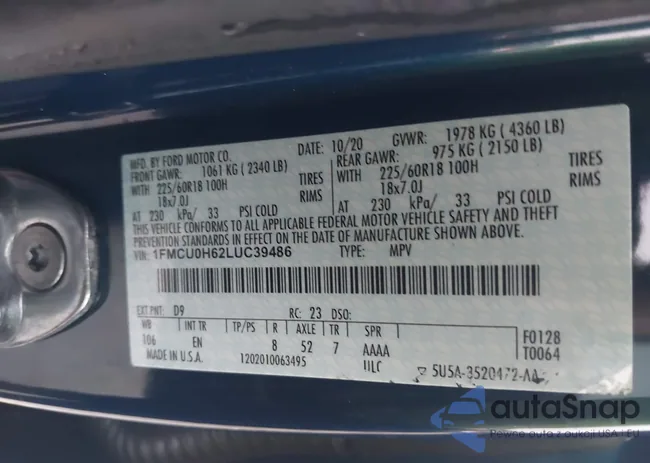 MFD. BY FORD MOTOR CO.
DATE: 10/20 GVWR: 1978 KG ( 4360 LB)
FRONT GAWR: 1061 KG ( 2340 LB) REAR GAWR: 975 KG ( 2150 LB)
WITH 225/60R18 100H TIRES WITH 225/60R18 100H TIRES
18x7.0J RIMS 18x7.0J RIMS
AT 230 kPa/ 33 PSI COLD AT 230 kPa/ 33 PSI COLD
THIS VEHICLE CONFORMS TO ALL APPLICABLE FEDERAL MOTOR VEHICLE SAFETY AND THEFT
PREVENTION STANDARDS IN EFFECT ON THE DATE OF MANUFACTURE SHOWN ABOVE.
1FMCU0H62LUC39486 TYPE: MPV
EXT PNT: D9 RC: 23 DSO:
WB INT TR TP/PS R AXLE TR SPR
106 EN 8 52 7 AAAA
F0128
T0064
MADE IN U.S.A. 1202010063495 ULC
5U5A-3520472-AA
autaSnap
Pewne auta z aukcji USA i EU